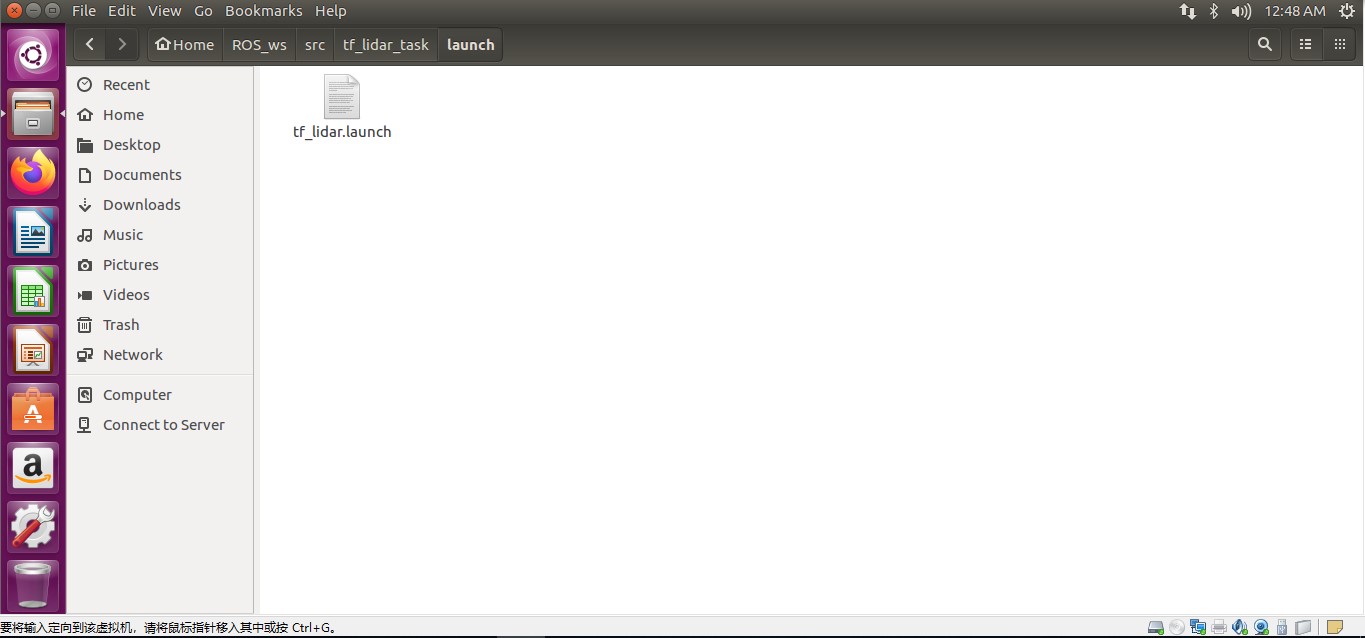 File Edit View Go Bookmarks Help
12:48 AM
Home ROS_ws src tf_lidar_task launch
Recent
Home
Desktop
Documents
Downloads
Music
Pictures
Videos
Trash
Network
Computer
Connect to Server
tf_lidar.launch
要将输入定向到该虚拟机，请将鼠标指针移入其中或按 Ctrl+G。